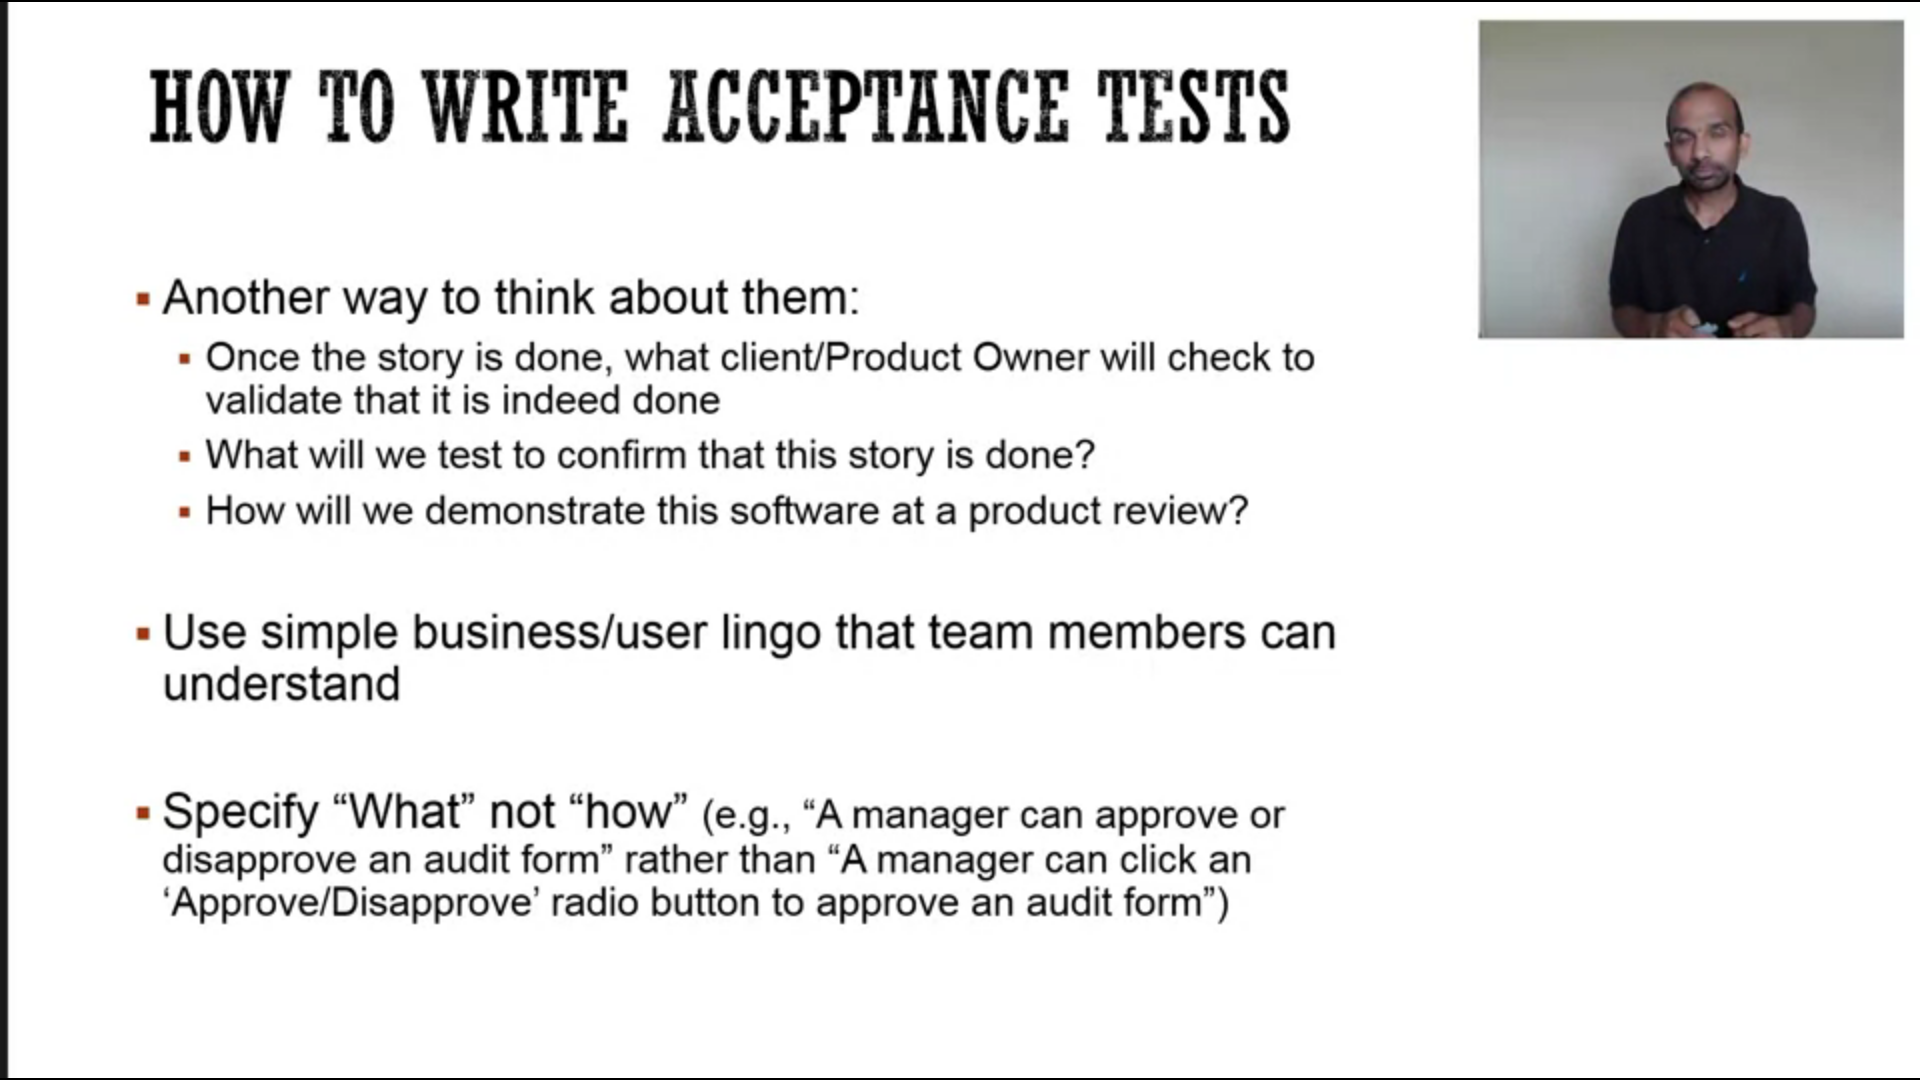 HOW TO WRITE ACCEPTANCE TESTS
▪ Another way to think about them:
▪ Once the story is done, what client/Product Owner will check to
validate that it is indeed done
▪ What will we test to confirm that this story is done?
▪ How will we demonstrate this software at a product review?
▪ Use simple business/user lingo that team members can
understand
▪ Specify “What” not “how” (e.g., “A manager can approve or
disapprove an audit form” rather than “A manager can click an
‘Approve/Disapprove’ radio button to approve an audit form”)